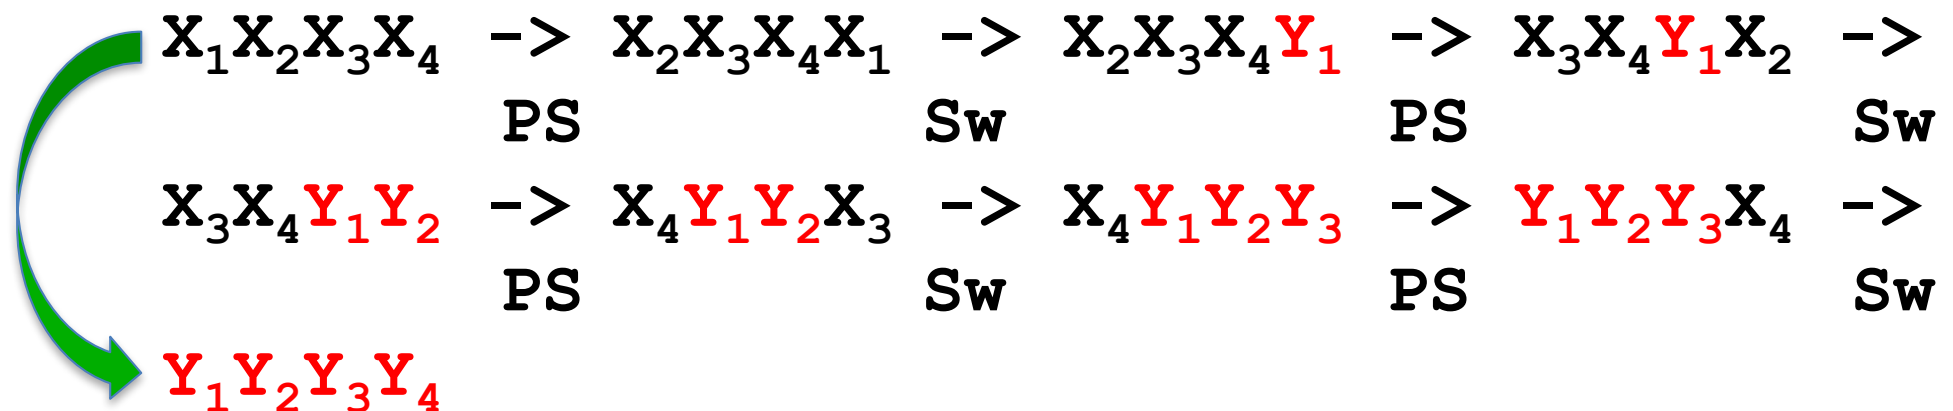 X₁X₂X₃X₄ -> X₂X₃X₄X₁ -> X₂X₃X₄Y₁ -> X₃X₄Y₁X₂ ->
PS Sw PS Sw
X₃X₄Y₁Y₂ -> X₄Y₁Y₂X₃ -> X₄Y₁Y₂Y₃ -> Y₁Y₂Y₃X₄ ->
PS Sw PS Sw
Y₁Y₂Y₃Y₄